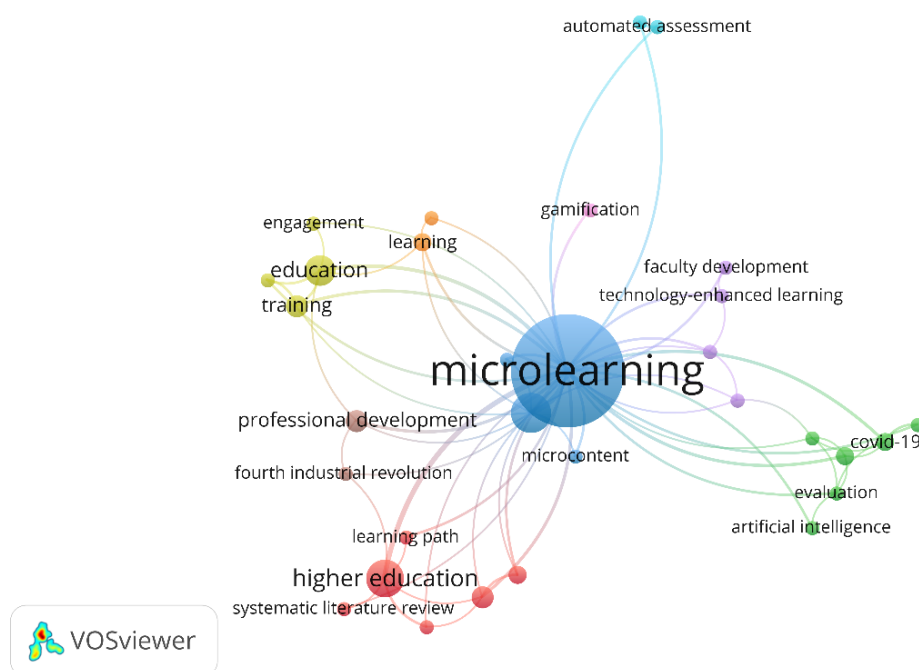 automated assessment
gamification
engagement
learning
education
faculty development
training
technology-enhanced learning
microlearning
professional development
covid-19
microcontent
fourth industrial revolution
evaluation
artificial intelligence
learning path
higher education
systematic literature review
VOSviewer